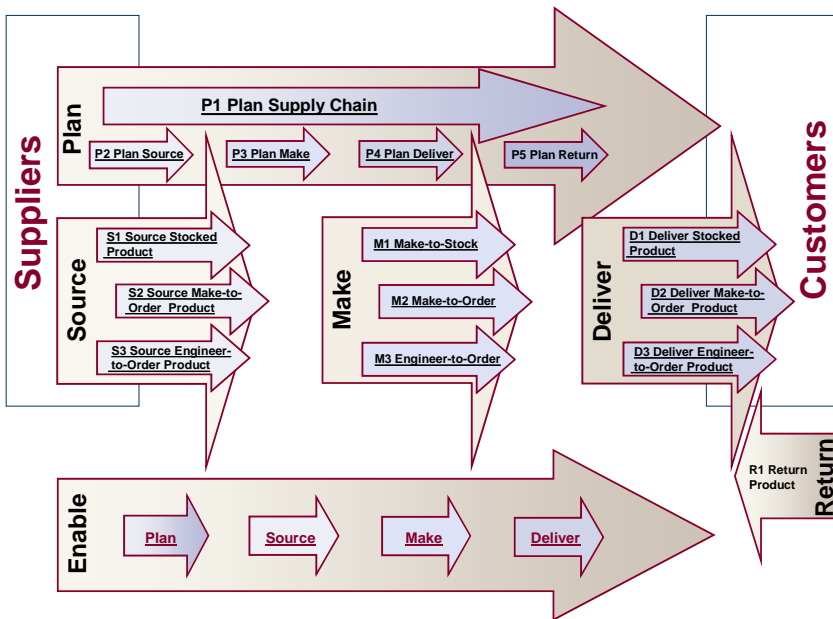 Suppliers
Customers
Plan
P1 Plan Supply Chain
P2 Plan Source
P3 Plan Make
P4 Plan Deliver
P5 Plan Return
Source
S1 Source Stocked
Product
S2 Source Make-to-
Order Product
S3 Source Engineer-
to-Order Product
Make
M1 Make-to-Stock
M2 Make-to-Order
M3 Engineer-to-Order
Deliver
D1 Deliver Stocked
Product
D2 Deliver Make-to-
Order Product
D3 Deliver Engineer-
to-Order Product
Return
R1 Return
Product
Enable
Plan
Source
Make
Deliver